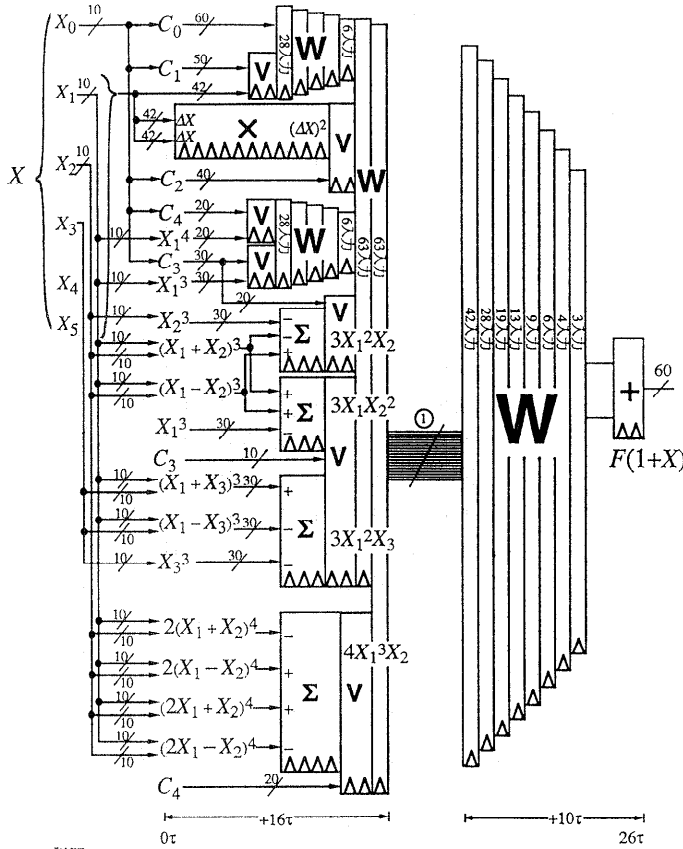 X₀ 10 C₀ 60
28入力 W 6入力
C₁ 50 V
X₁ 10 42
42 ΔX × (ΔX)² V
42 ΔX
X₂ 10 C₂ 40 W
X
X₃ C₄ 20 V 28入力 W 6入力 63入力 63入力
10 X₁⁴ 20
C₃ 30 V
X₄ 10 X₁³ 30
20 V
X₅ 10 X₂³ 30 − Σ 3X₁²X₂
10 (X₁+X₂)³ −
10 +
10 (X₁−X₂)³ + Σ 3X₁X₂²
10 +
X₁³ 30 −
C₃ 10 V
10 (X₁+X₃)³ 30 +
10
10 (X₁−X₃)³ 30 − Σ 3X₁²X₃
10
10 X₃³ 30 −
10 2(X₁+X₂)⁴ −
10
10 2(X₁−X₂)⁴ + Σ 4X₁³X₂
10 V
10 (2X₁+X₂)⁴ +
10
10 (2X₁−X₂)⁴ −
10
C₄ 20
①
42入力 28入力 19入力 13入力 9入力 6入力 4入力 3入力
W
+ 60
F(1+X)
+16τ +10τ
0τ 26τ